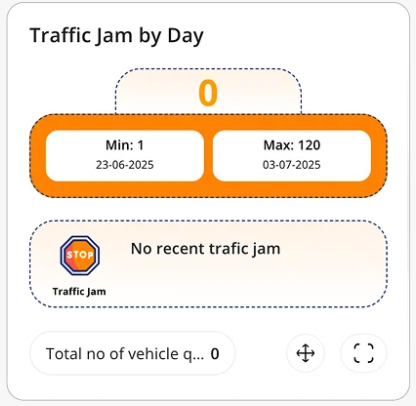 Traffic Jam by Day
0
Min: 1
23-06-2025
Max: 120
03-07-2025
No recent trafic jam
STOP
Traffic Jam
Total no of vehicle q... 0